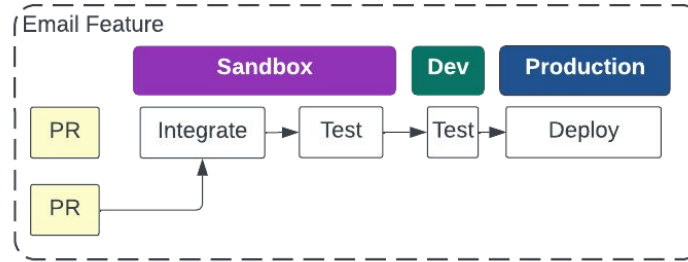 Email Feature
Sandbox Dev Production
PR Integrate Test Test Deploy
PR